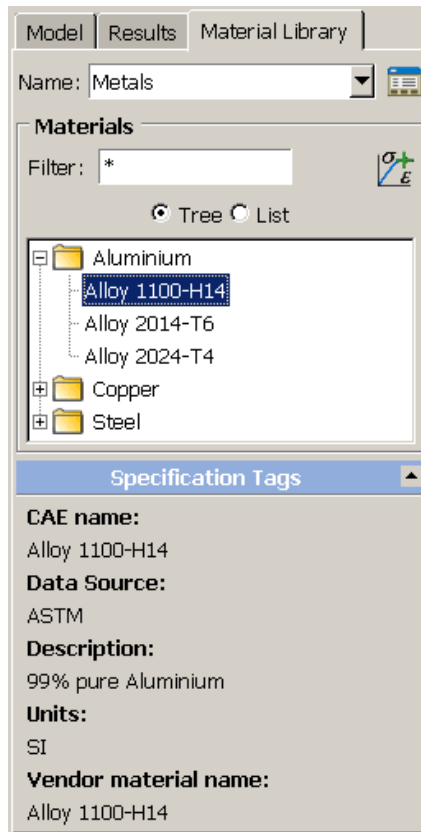 Model Results Material Library
Name: Metals
Materials
Filter: *
Tree List
Aluminium
Alloy 1100-H14
Alloy 2014-T6
Alloy 2024-T4
Copper
Steel
Specification Tags
CAE name:
Alloy 1100-H14
Data Source:
ASTM
Description:
99% pure Aluminium
Units:
SI
Vendor material name:
Alloy 1100-H14